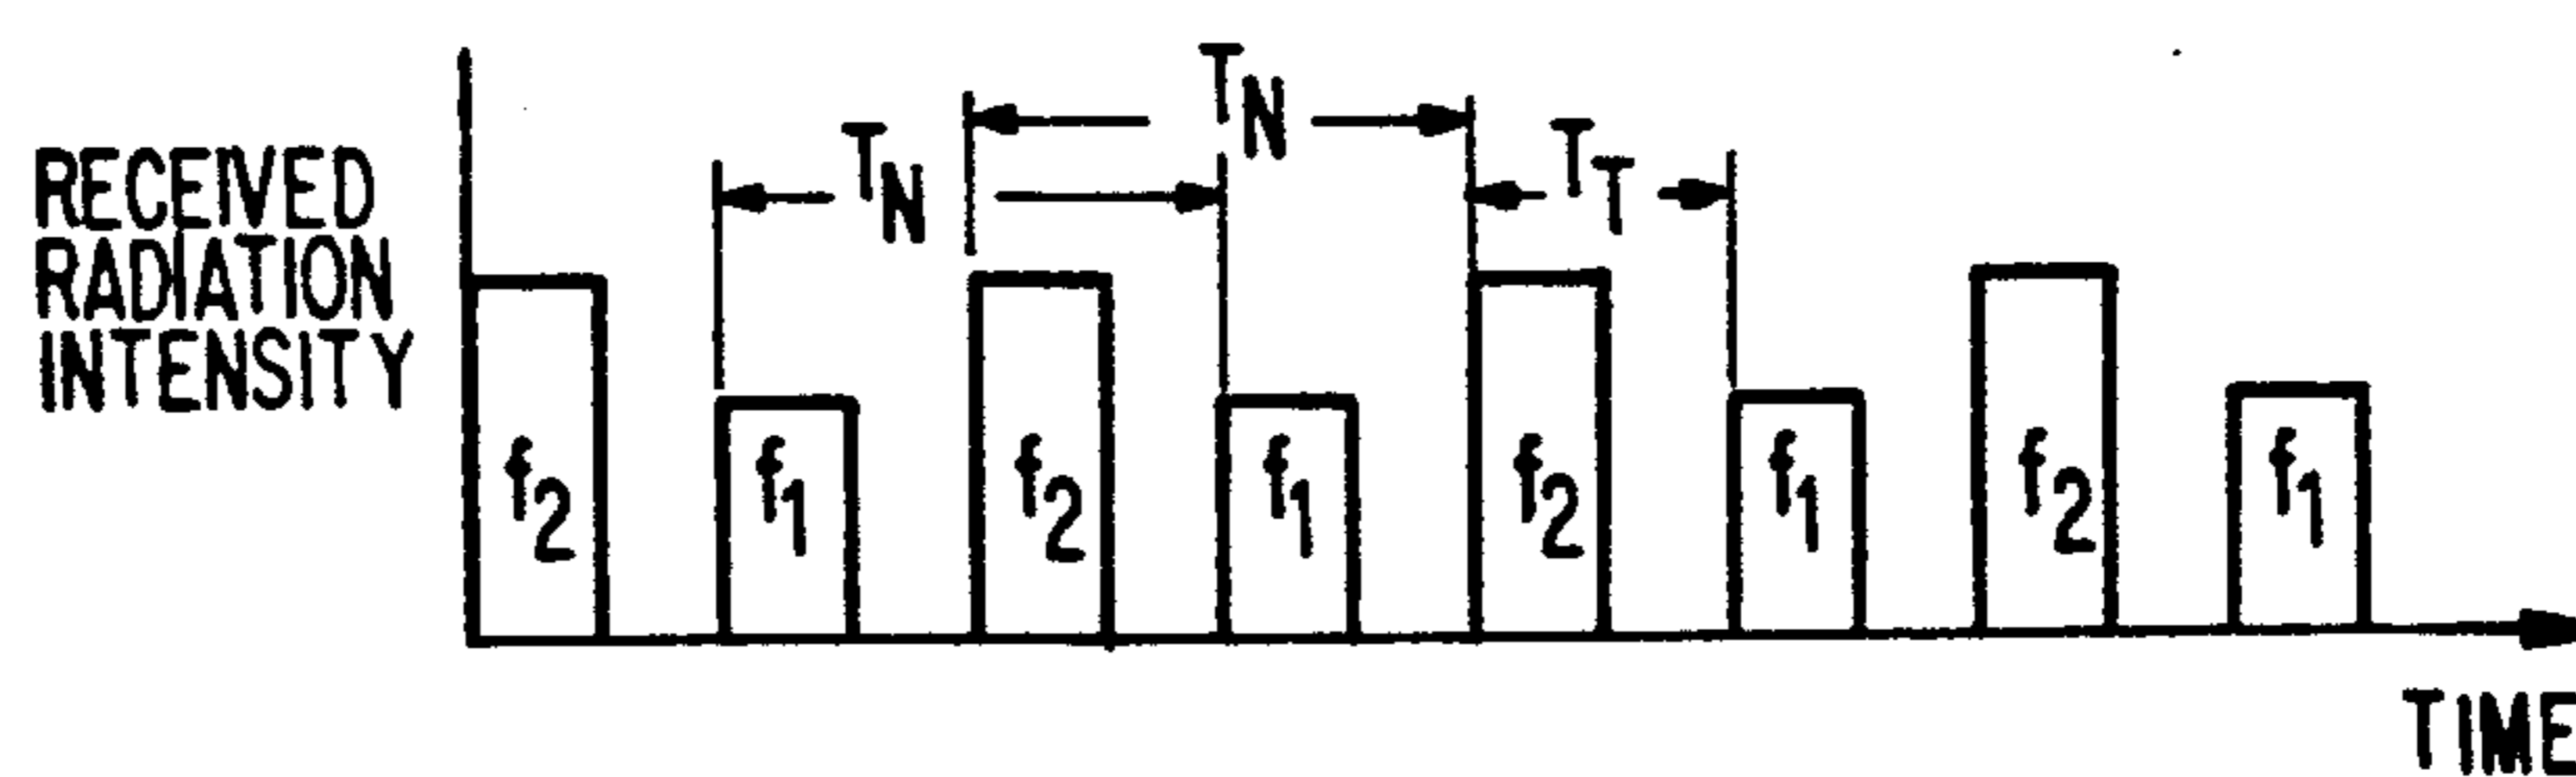 RECEIVED
RADIATION
INTENSITY
T_N
T_N
T_T
f_2
f_1
f_2
f_1
f_2
f_1
f_2
f_1
TIME